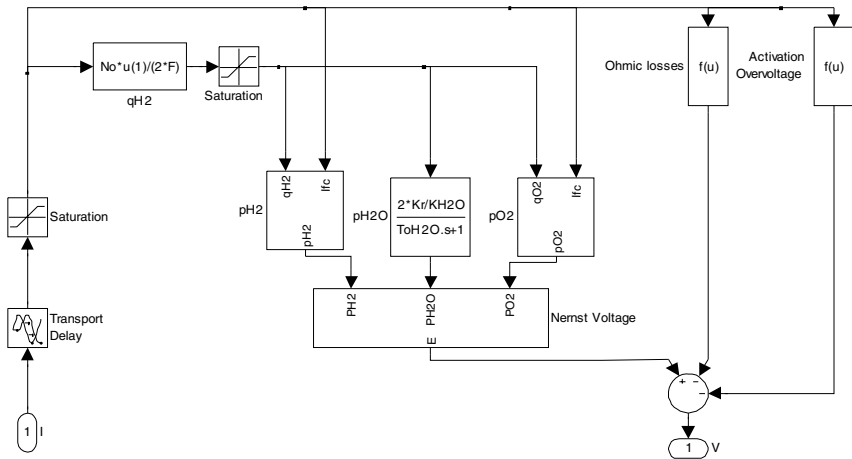 No*u(1)/(2*F)
qH2
Saturation
Ohmic losses
f(u)
Activation
Overvoltage
f(u)
qH2
Ifc
pH2
pH2
pH2O
2*Kr/KH2O
ToH2O.s+1
pO2
qO2
Ifc
pO2
Saturation
PH2
PH2O
PO2
E
Nernst Voltage
Transport
Delay
+
−
−
1
I
1
V